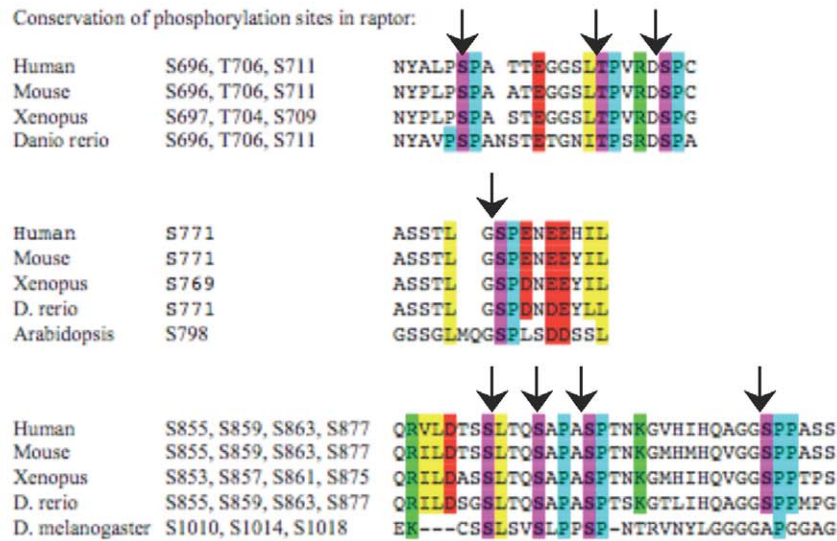 Conservation of phosphorylation sites in raptor:
Human S696, T706, S711 NYALPSPA TTEGGSLTPVRDSPC
Mouse S696, T706, S711 NYPLPSPA ATEGGSLTPVRDSPC
Xenopus S697, T704, S709 NYPLPSPA STEGGSLTPVRDSPG
Danio rerio S696, T706, S711 NYAVPSPANSTETGNITPSRDSPA
Human S771 ASSTL GSPENEEHIL
Mouse S771 ASSTL GSPENEEYIL
Xenopus S769 ASSTL GSPDNEEYIL
D. rerio S771 ASSTL GSPDNDEYLL
Arabidopsis S798 GSSGLMQGSPLSDDSSL
Human S855, S859, S863, S877 QRVLDTSSLTQSAPASPTNKGVHIHQAGGSPPASS
Mouse S855, S859, S863, S877 QRILDTSSLTQSAPASPTNKGMHMHQVGGSPPASS
Xenopus S853, S857, S861, S875 QRILDASSLTQSAPASPTNKGMHIHQVGGSPPTPS
D. rerio S855, S859, S863, S877 QRILDSGSLTQSAPASPTSKGTLIHQAGGSPPMPG
D. melanogaster S1010, S1014, S1018 EK---CSSLSVSLPPSP-NTRVNYLGGGGAPGGAG